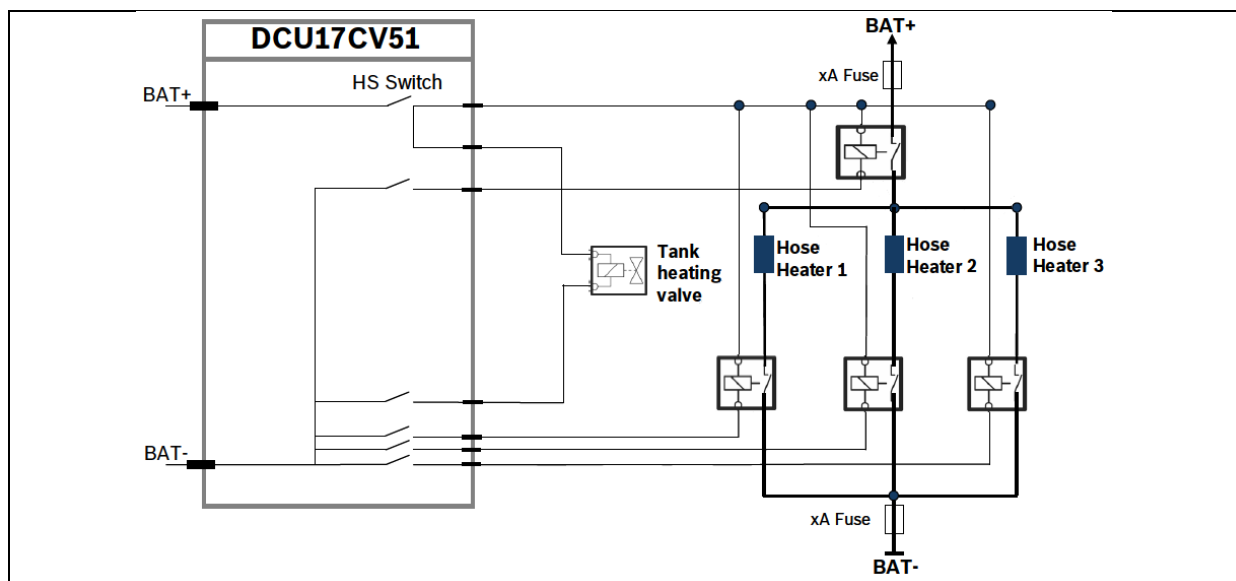 DCU17CV51
HS Switch
BAT+
BAT-
BAT+
xA Fuse
Hose
Heater 1
Hose
Heater 2
Hose
Heater 3
Tank
heating
valve
xA Fuse
BAT-